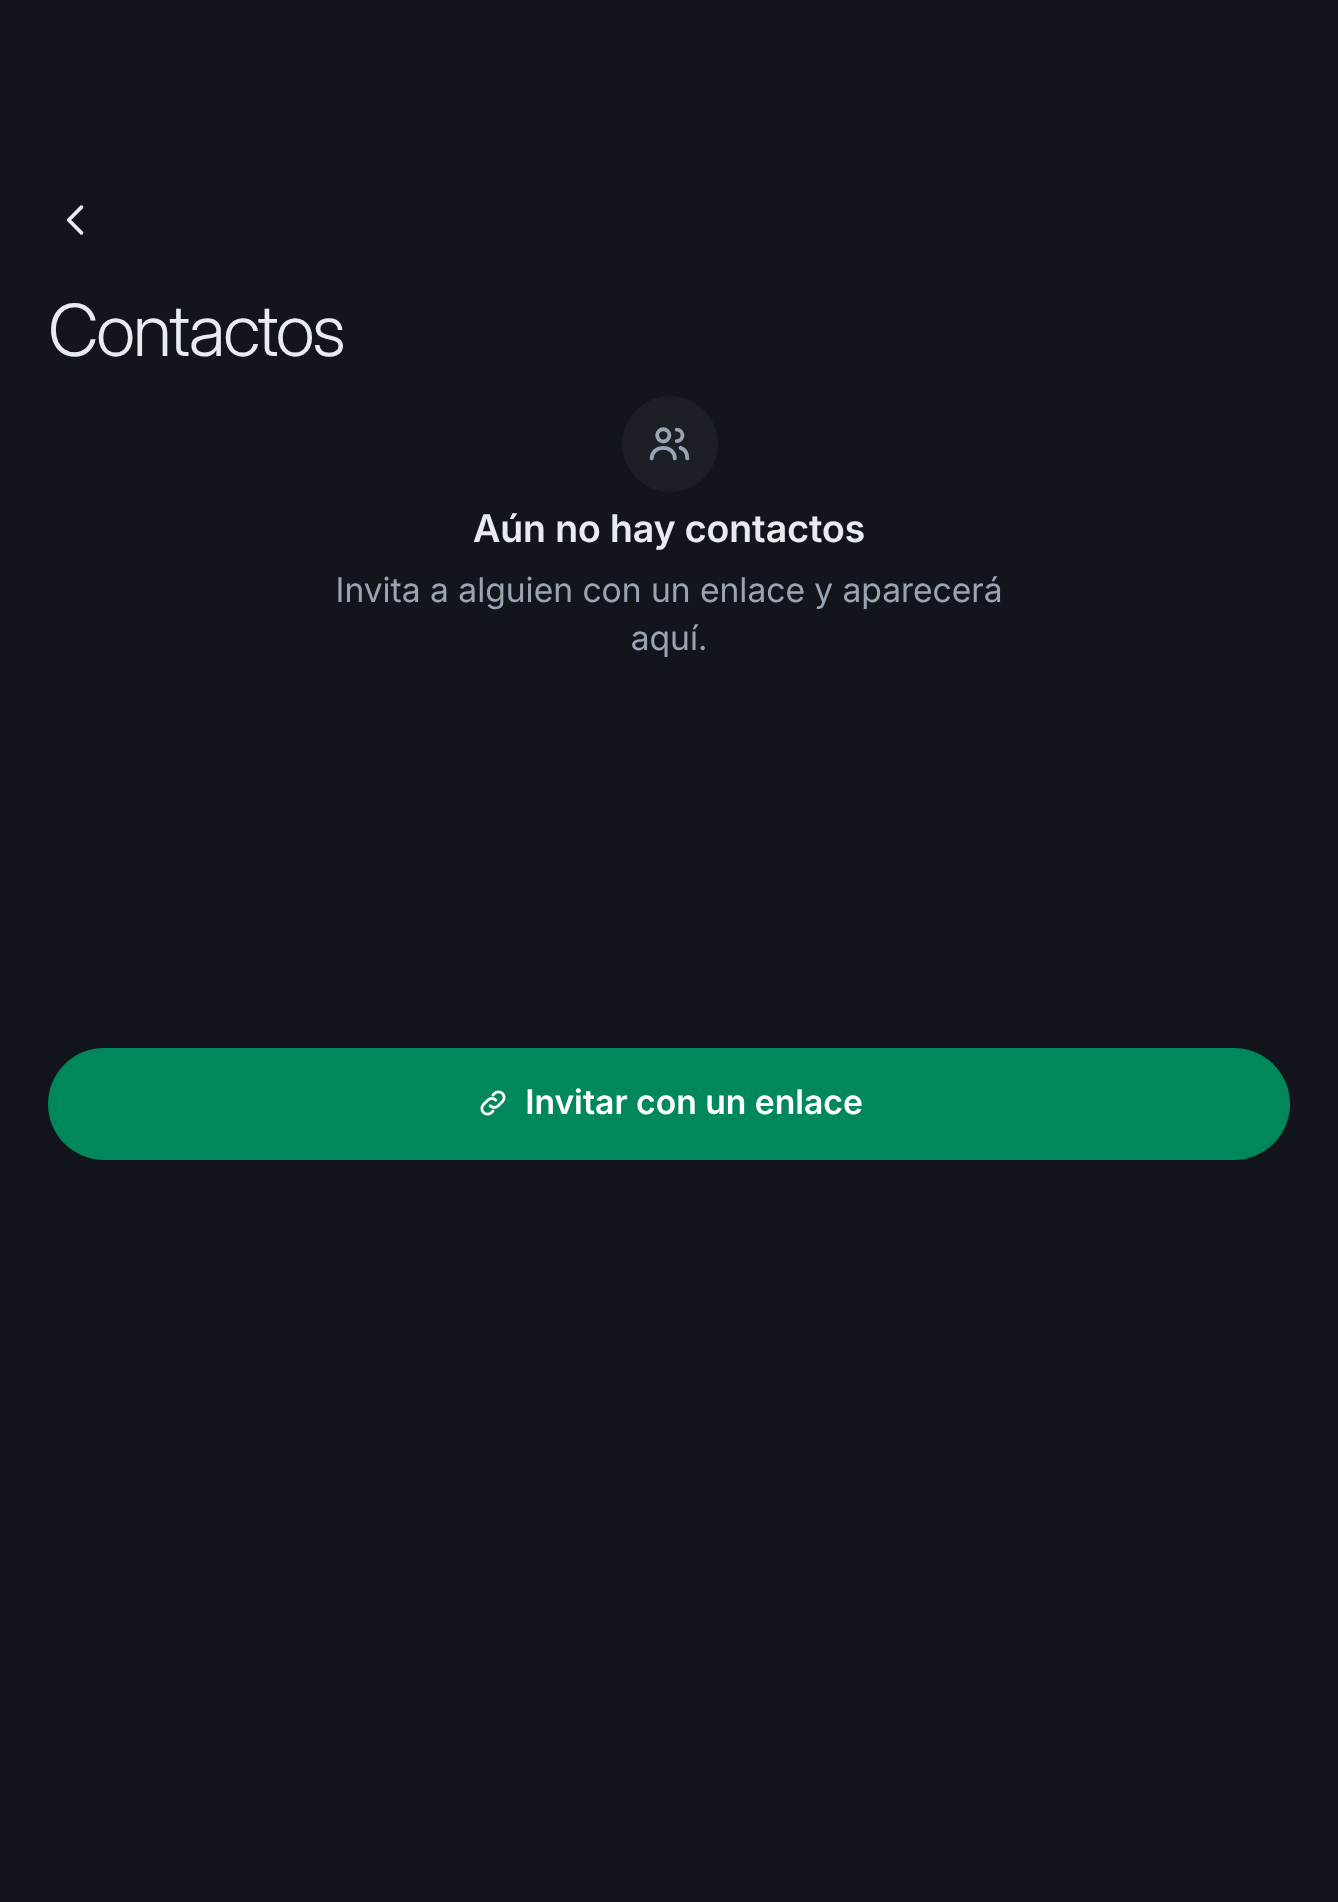 Contactos
Aún no hay contactos
Invita a alguien con un enlace y aparecerá
aquí.
Invitar con un enlace